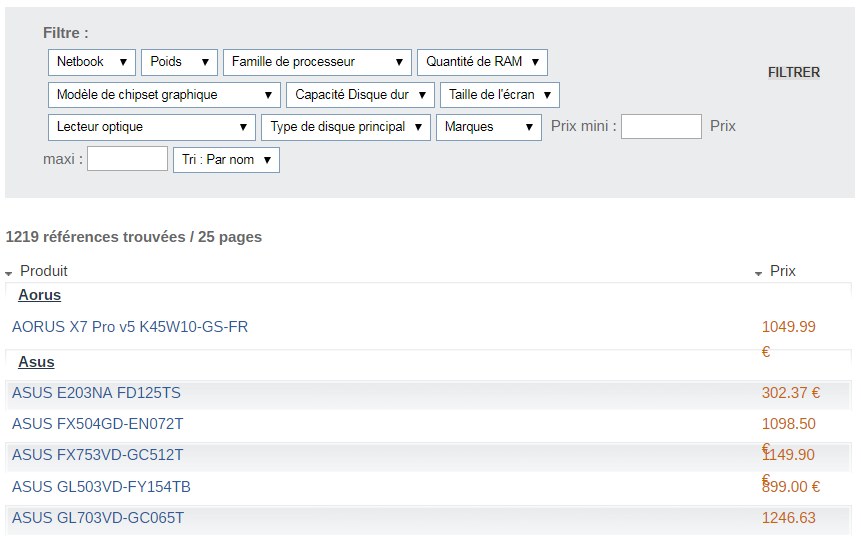 Filtre :
Netbook ▼ Poids ▼ Famille de processeur ▼ Quantité de RAM ▼
FILTRER
Modèle de chipset graphique ▼ Capacité Disque dur ▼ Taille de l'écran ▼
Lecteur optique ▼ Type de disque principal ▼ Marques ▼ Prix mini : Prix
maxi : Tri : Par nom ▼
1219 références trouvées / 25 pages
Produit Prix
Aorus
AORUS X7 Pro v5 K45W10-GS-FR 1049.99
€
Asus
ASUS E203NA FD125TS 302.37 €
ASUS FX504GD-EN072T 1098.50
€
ASUS FX753VD-GC512T 1149.90
€
ASUS GL503VD-FY154TB 899.00 €
ASUS GL703VD-GC065T 1246.63